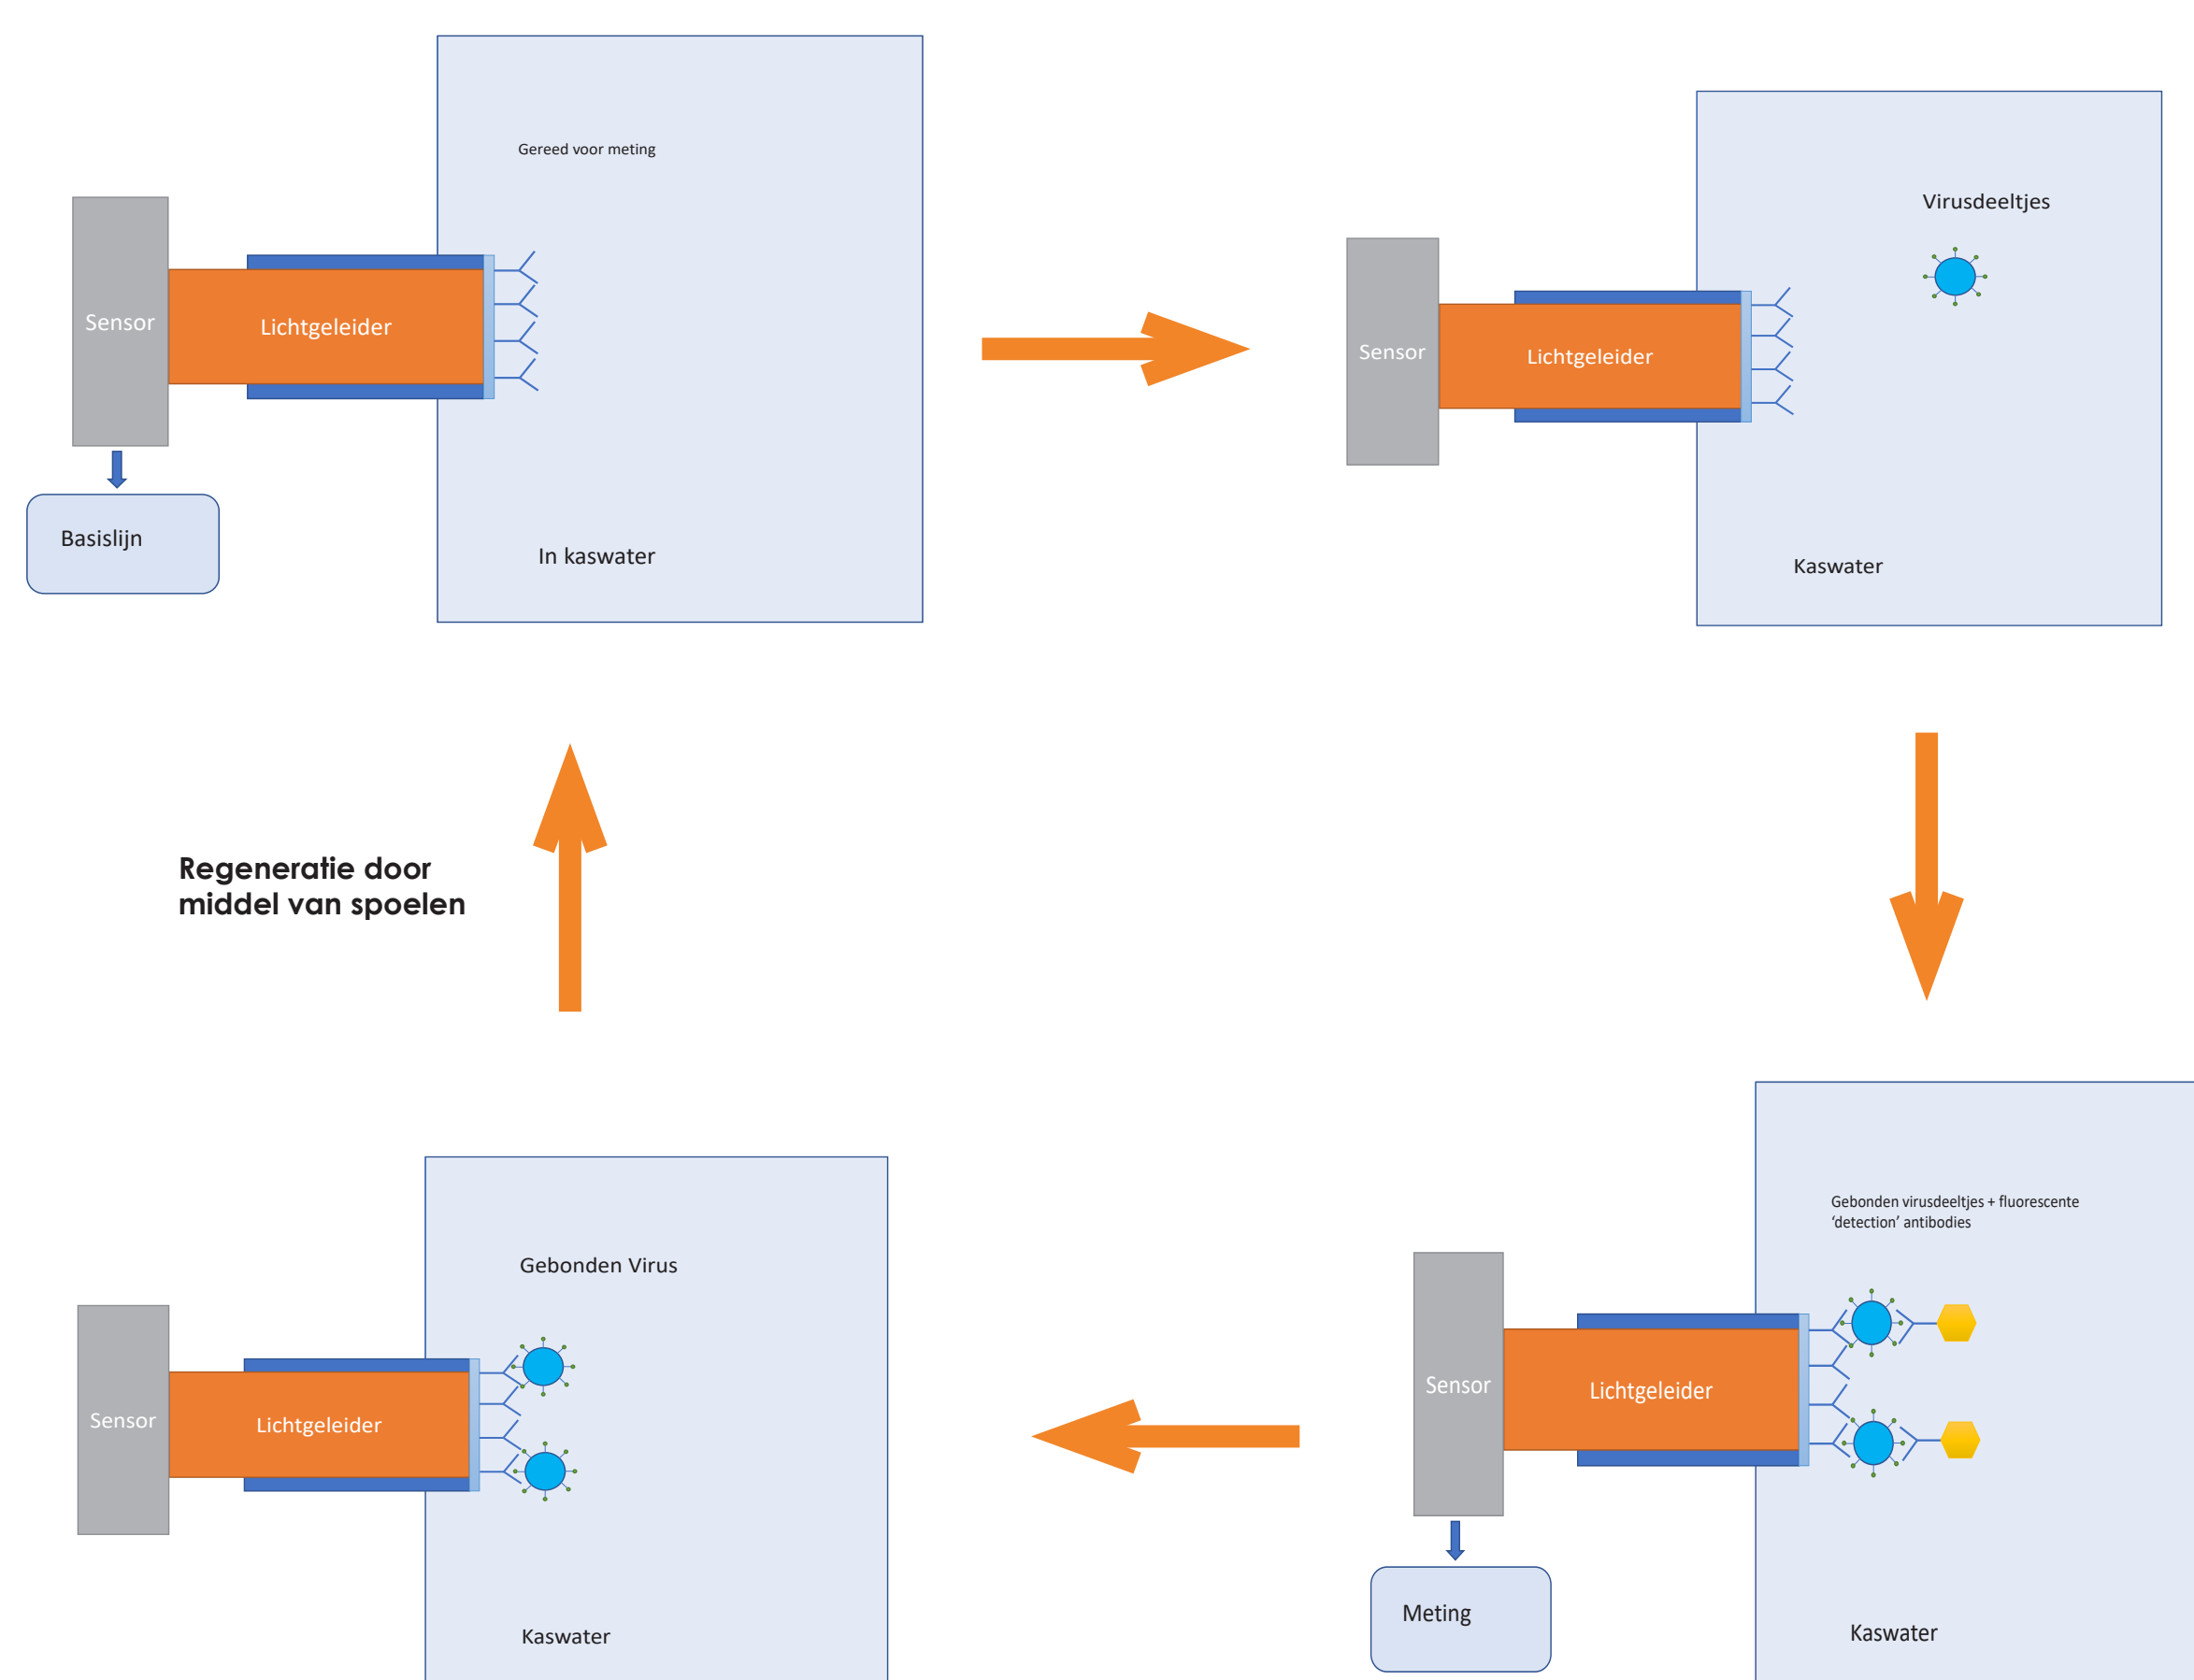 Gereed voor meting
Sensor
Lichtgeleider
Basislijn
In kaswater
Virusdeeltjes
Sensor
Lichtgeleider
Kaswater
Regeneratie door
middel van spoelen
Gebonden Virus
Sensor
Lichtgeleider
Kaswater
Gebonden virusdeeltjes + fluorescente
‘detection’ antibodies
Sensor
Lichtgeleider
Meting
Kaswater